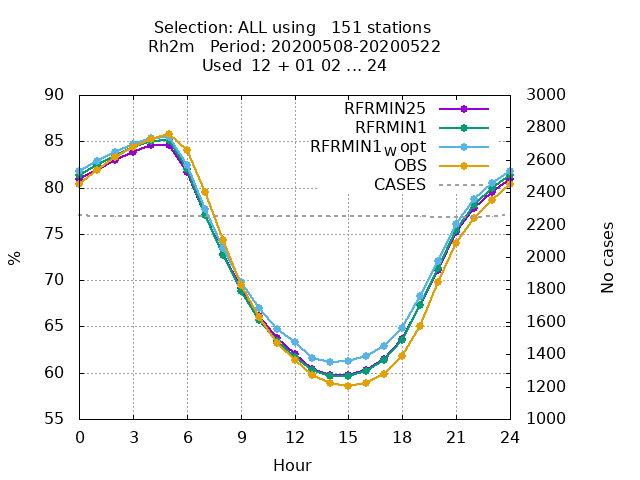 Selection: ALL using   151 stations
Rh2m   Period: 20200508-20200522
Used  12 + 01 02 ... 24
90 3000
RFRMIN25
85 2800
RFRMIN1
RFRMIN1w opt
2600
OBS
80 CASES 2400
75 2200
% 70 2000 No cases
1800
65 1600
60 1400
1200
55 1000
0 3 6 9 12 15 18 21 24
Hour